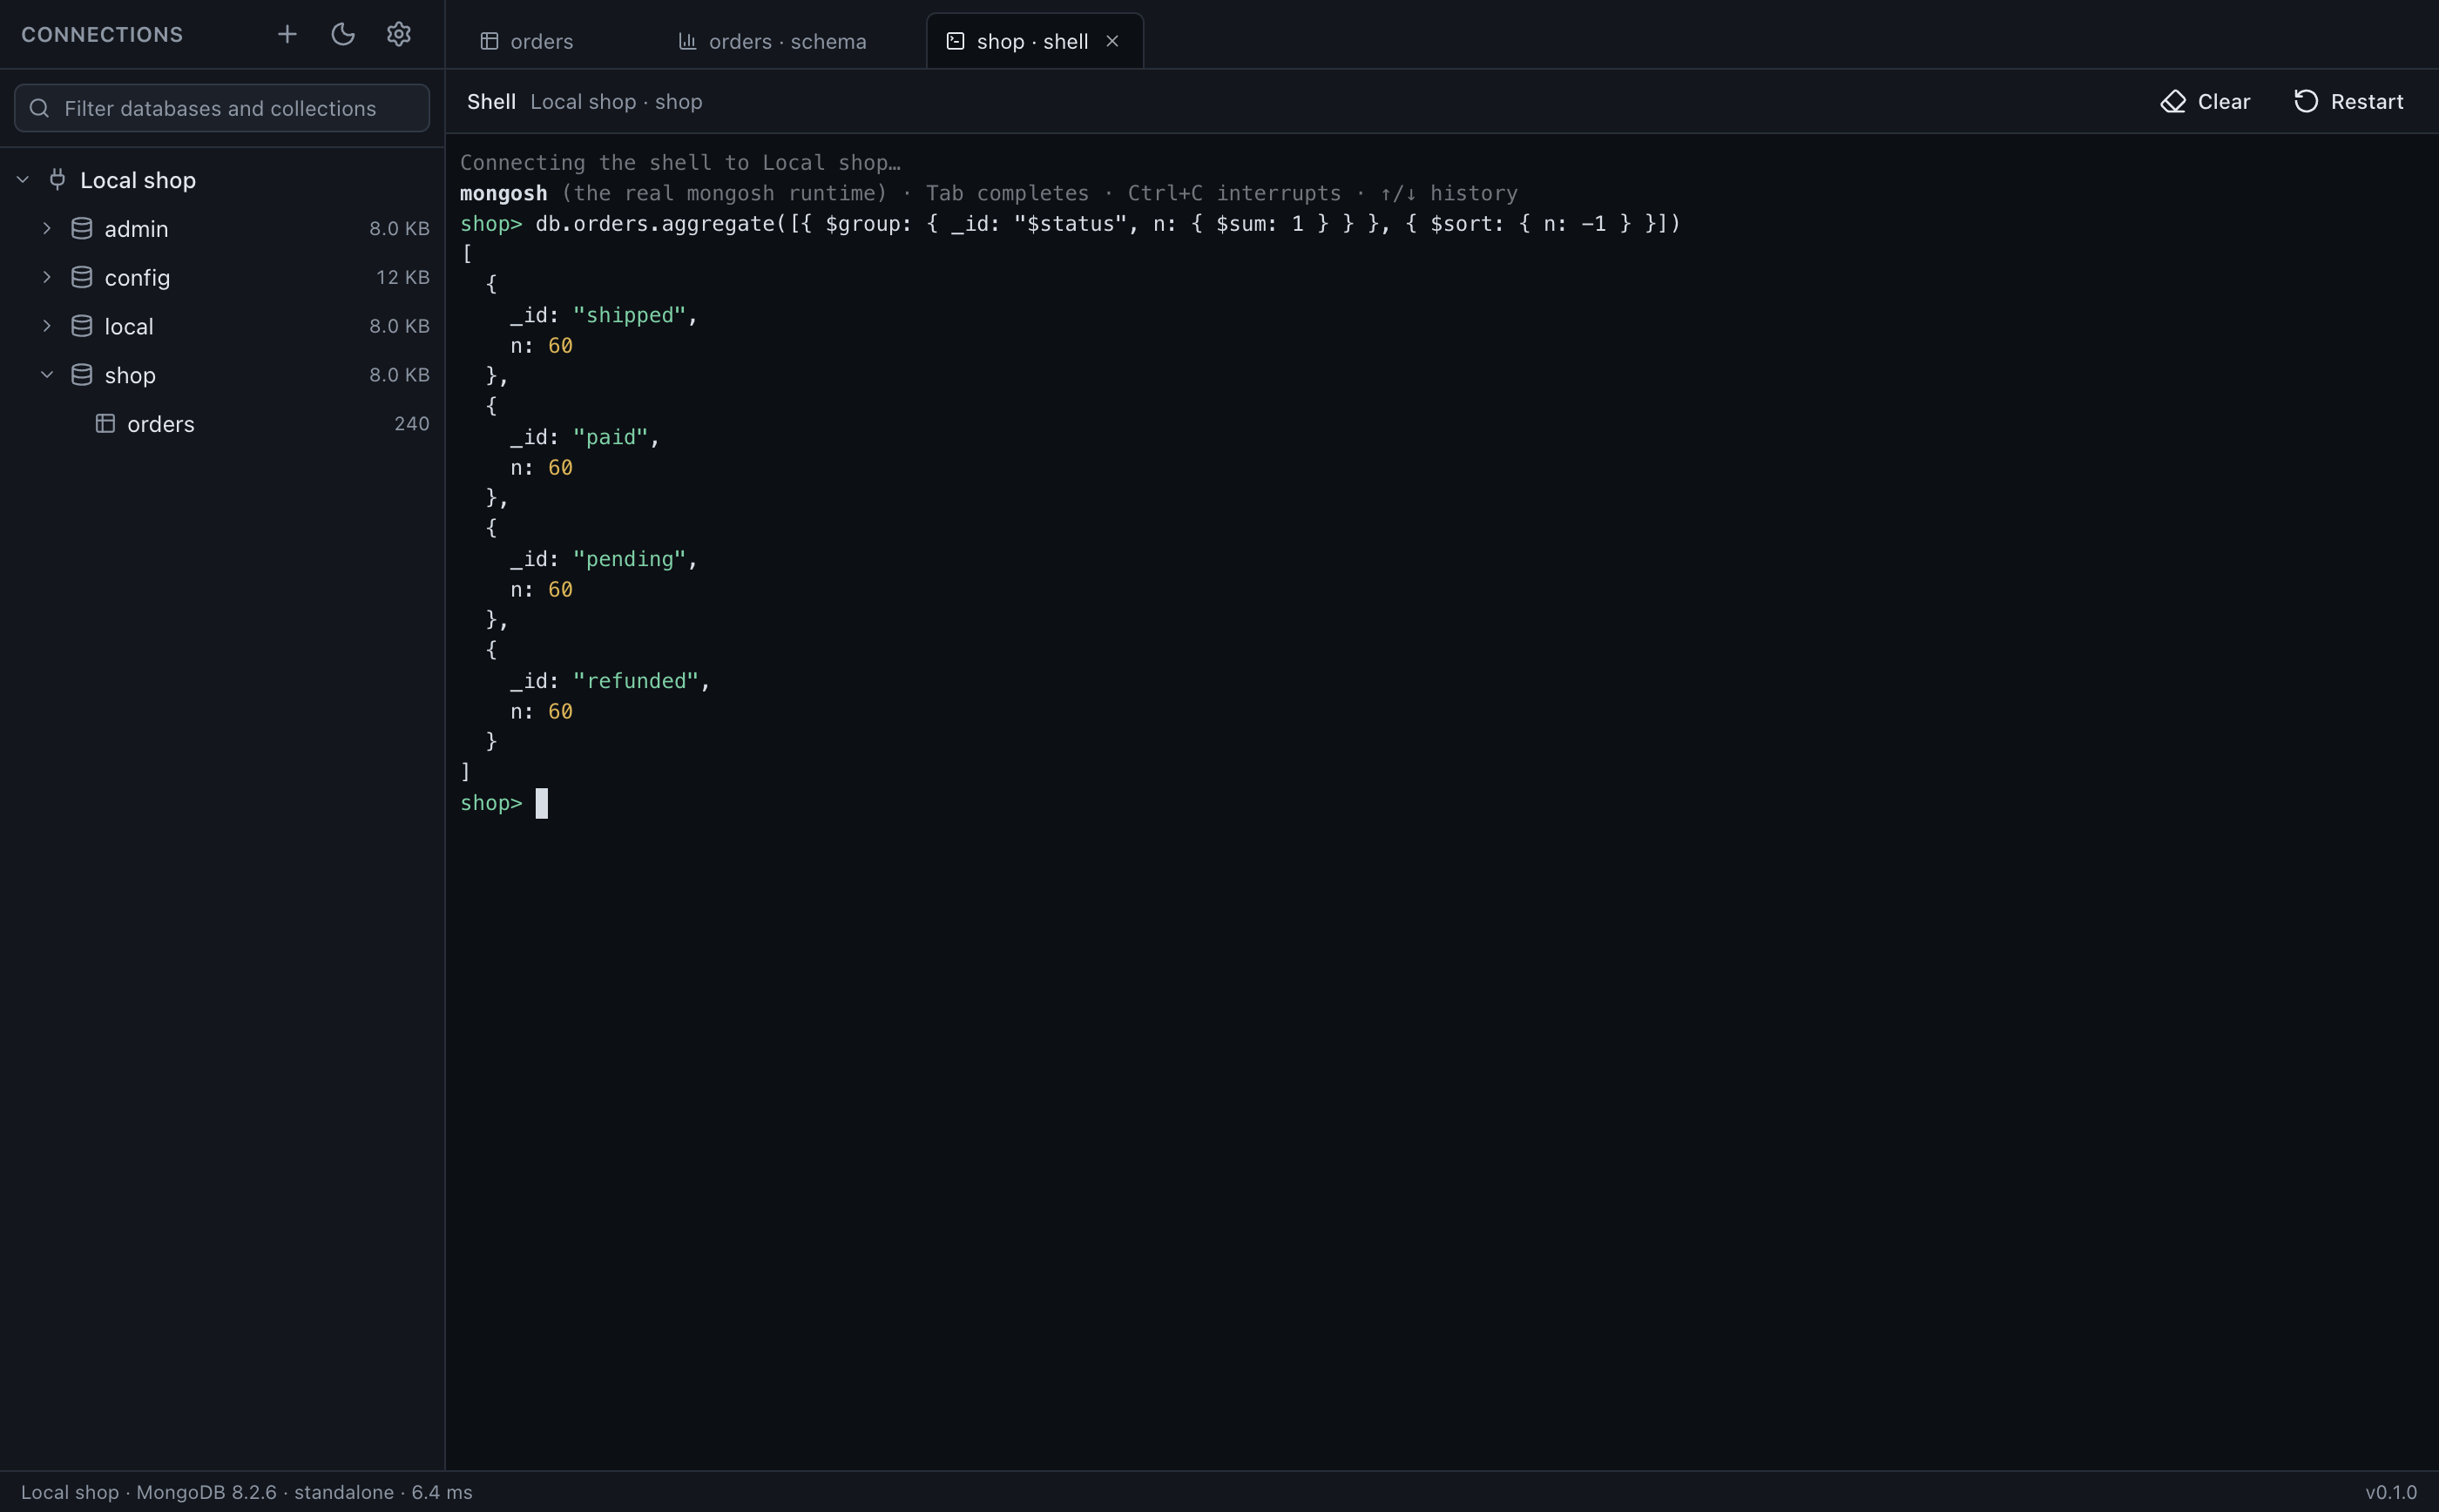 CONNECTIONS
Filter databases and collections
Local shop
admin 8.0 KB
config 12 KB
local 8.0 KB
shop 8.0 KB
orders 240
orders
orders · schema
shop · shell
Shell Local shop · shop
Clear
Restart
Connecting the shell to Local shop…
mongosh (the real mongosh runtime) · Tab completes · Ctrl+C interrupts · ↑/↓ history
shop> db.orders.aggregate([{ $group: { _id: "$status", n: { $sum: 1 } } }, { $sort: { n: -1 } }])
[
  {
    _id: "shipped",
    n: 60
  },
  {
    _id: "paid",
    n: 60
  },
  {
    _id: "pending",
    n: 60
  },
  {
    _id: "refunded",
    n: 60
  }
]
shop>
Local shop · MongoDB 8.2.6 · standalone · 6.4 ms
v0.1.0